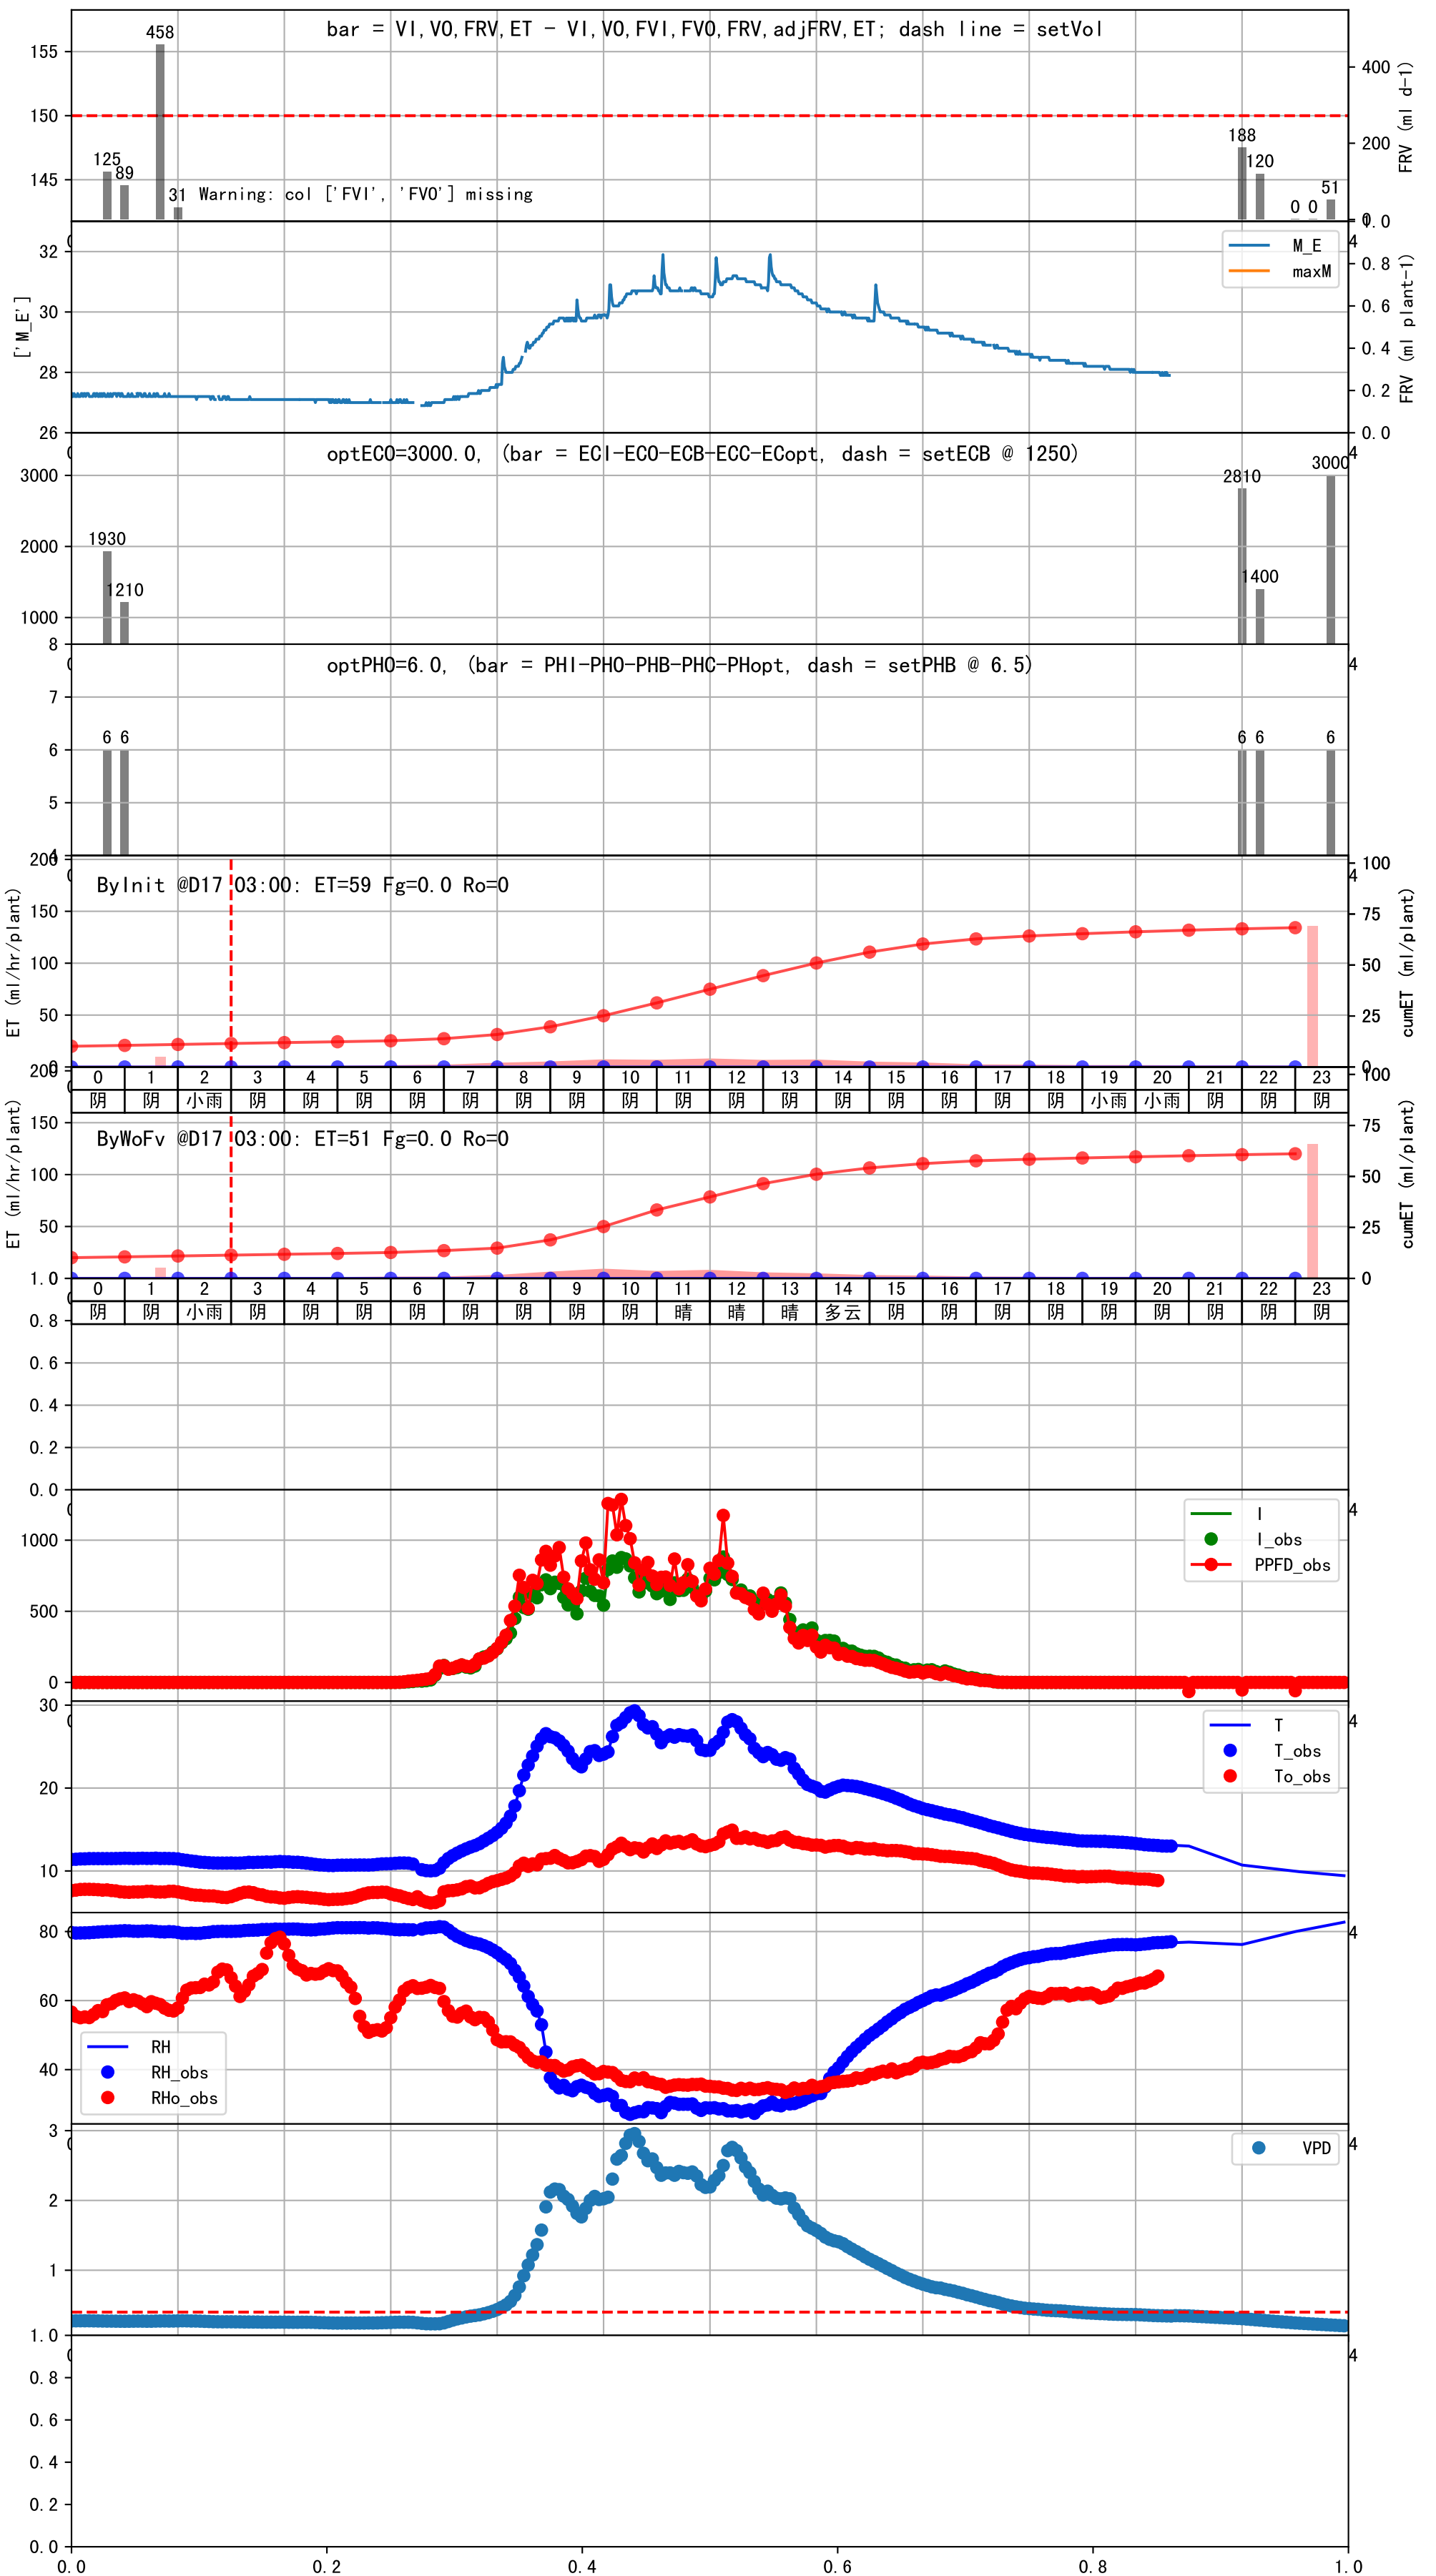 bar = VI,VO,FRV,ET - VI,VO,FVI,FVO,FRV,adjFRV,ET; dash line = setVol
155
150
145
458
125
89
31
Warning: col ['FVI', 'FVO'] missing
188
120
0
0
51
400
200
0
FRV (ml d-1)
['M_E']
32
30
28
26
M_E
maxM
1.0
0.8
0.6
0.4
0.2
0.0
FRV (ml plant-1)
optECO=3000.0, (bar = ECI-ECO-ECB-ECC-ECopt, dash = setECB @ 1250)
3000
2000
1000
1930
1210
2810
1400
3000
optPHO=6.0, (bar = PHI-PHO-PHB-PHC-PHopt, dash = setPHB @ 6.5)
8
7
6
5
4
6
6
6
6
6
ByInit @D17 03:00: ET=59 Fg=0.0 Ro=0
ET (ml/hr/plant)
200
150
100
50
0
100
75
50
25
0
cumET (ml/plant)
0 1 2 3 4 5 6 7 8 9 10 11 12 13 14 15 16 17 18 19 20 21 22 23
阴 阴 小雨 阴 阴 阴 阴 阴 阴 阴 阴 阴 阴 阴 阴 阴 阴 阴 阴 小雨 小雨 阴 阴 阴
ByWoFv @D17 03:00: ET=51 Fg=0.0 Ro=0
ET (ml/hr/plant)
200
150
100
50
100
75
50
25
0
cumET (ml/plant)
0 1 2 3 4 5 6 7 8 9 10 11 12 13 14 15 16 17 18 19 20 21 22 23
阴 阴 小雨 阴 阴 阴 阴 阴 阴 阴 阴 晴 晴 晴 多云 阴 阴 阴 阴 阴 阴 阴 阴 阴
1.0
0.8
0.6
0.4
0.2
0.0
1000
500
0
I
I_obs
PPFD_obs
30
20
10
T
T_obs
To_obs
80
60
40
RH
RH_obs
RHo_obs
3
2
1
VPD
1.0
0.8
0.6
0.4
0.2
0.0
0.0 0.2 0.4 0.6 0.8 1.0